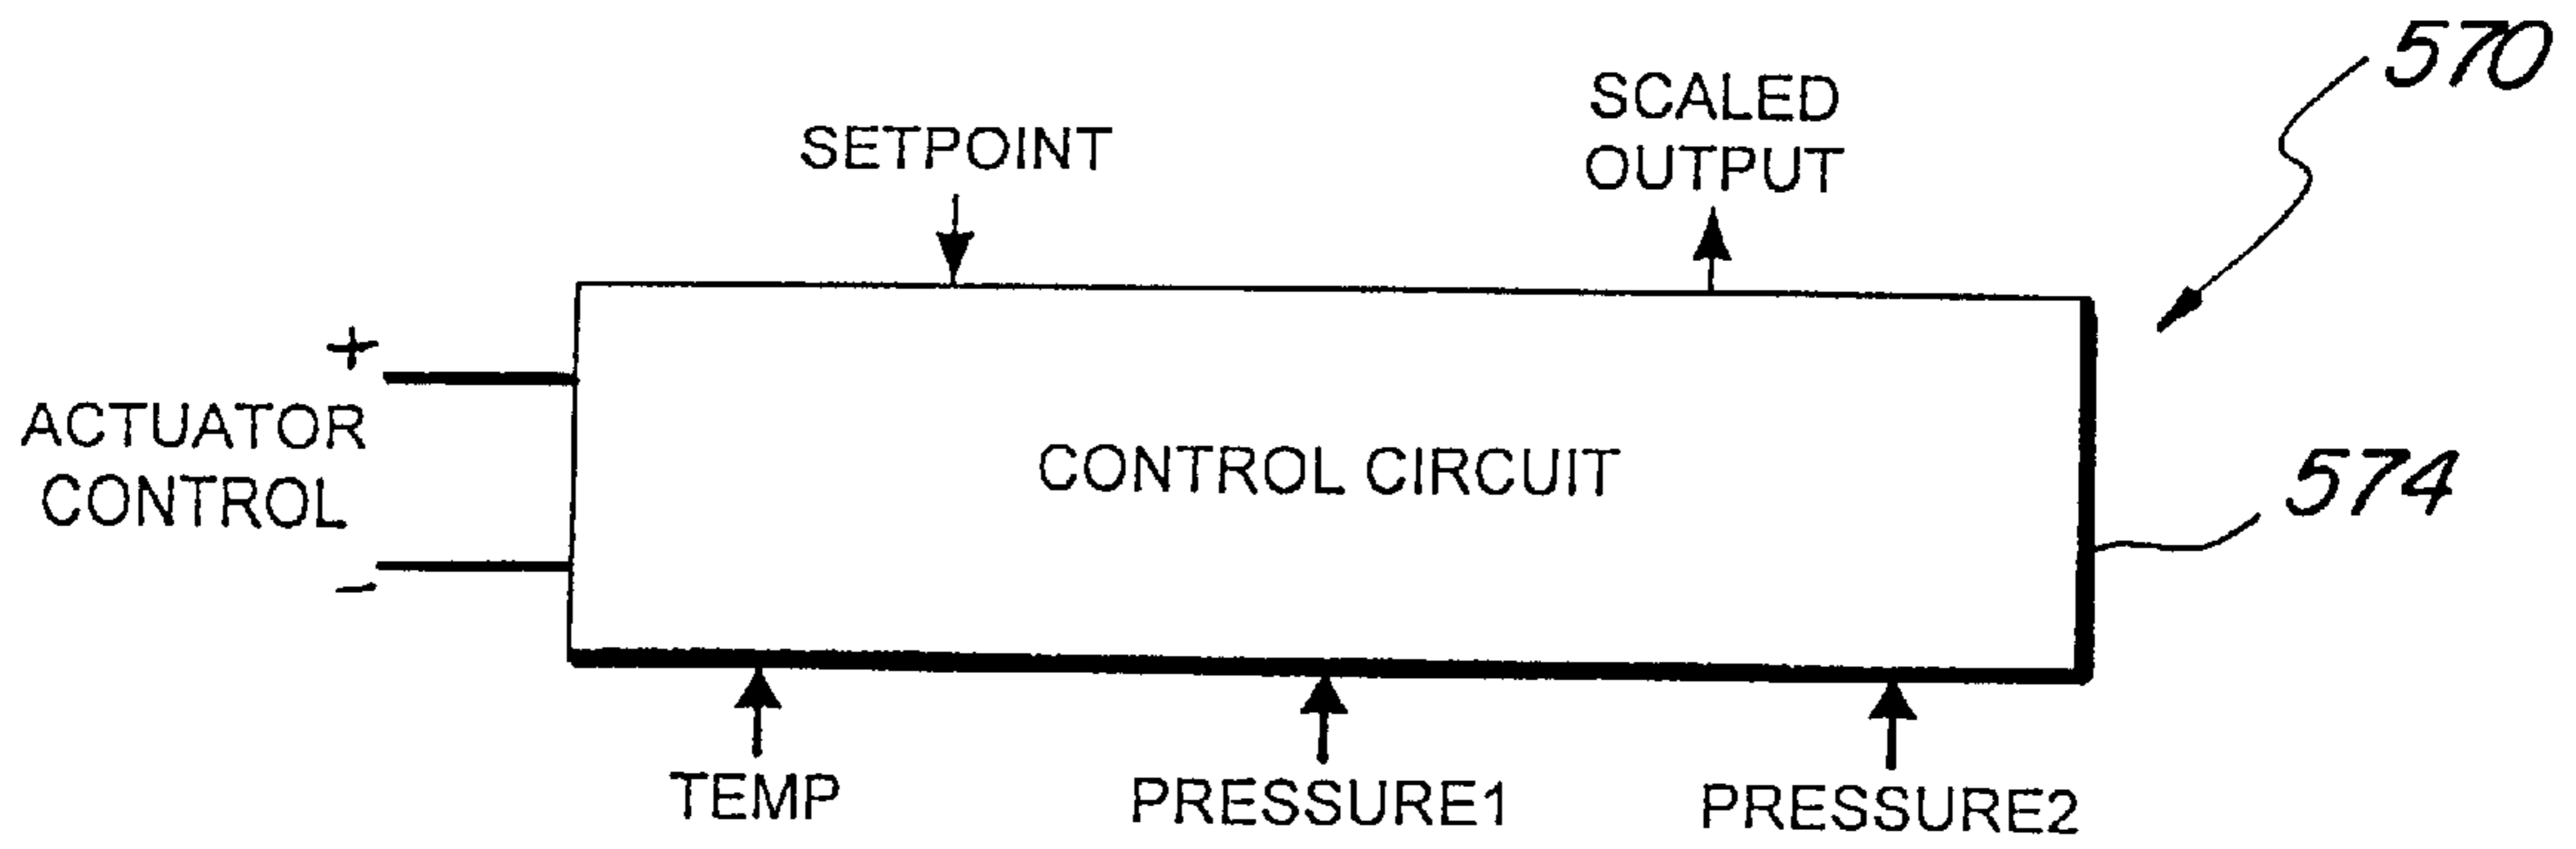 570
SCALED
OUTPUT
SETPOINT
+
ACTUATOR
CONTROL
-
CONTROL CIRCUIT
574
TEMP
PRESSURE1
PRESSURE2